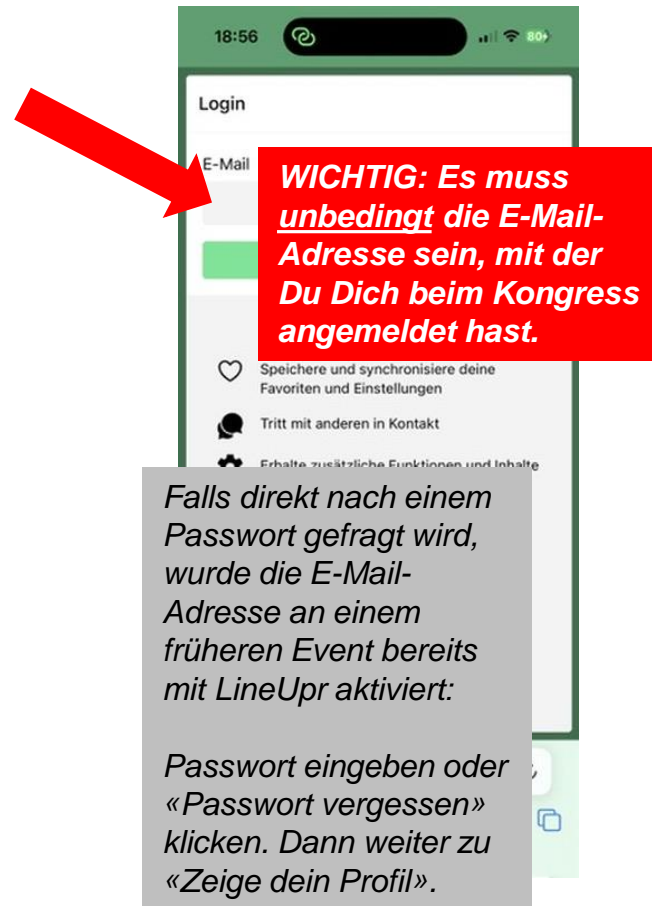 18:56
80
Login
E-Mail
WICHTIG: Es muss
unbedingt die E-Mail-
Adresse sein, mit der
Du Dich beim Kongress
angemeldet hast.
Speichere und synchronisiere deine
Favoriten und Einstellungen
Tritt mit anderen in Kontakt
Erhalte zusätzliche Funktionen und Inhalte
Falls direkt nach einem
Passwort gefragt wird,
wurde die E-Mail-
Adresse an einem
früheren Event bereits
mit LineUpr aktiviert:
Passwort eingeben oder
«Passwort vergessen»
klicken. Dann weiter zu
«Zeige dein Profil».